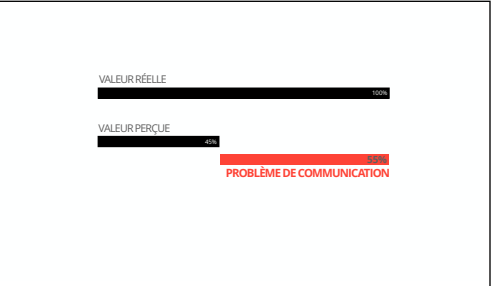 VALEUR RÉELLE
100%
VALEUR PERÇUE
45%
55%
PROBLÈME DE COMMUNICATION